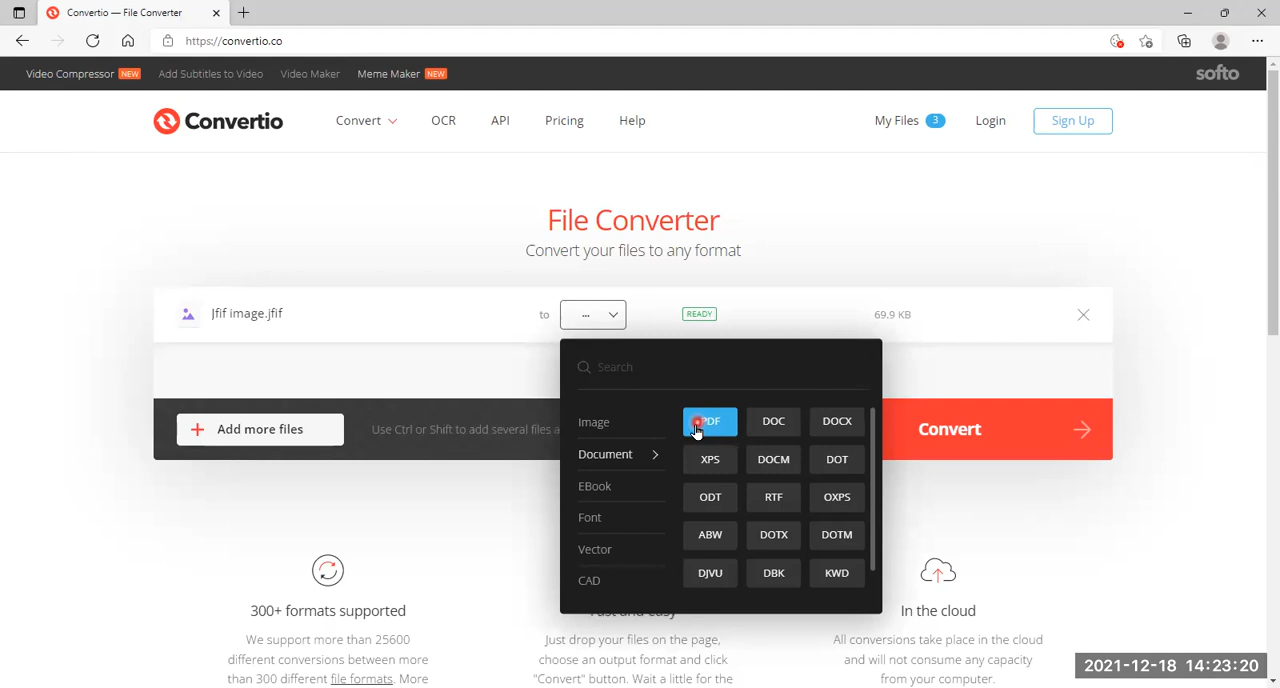 Convertio — File Converter
https://convertio.co
Video Compressor NEW Add Subtitles to Video Video Maker Meme Maker NEW softo
Convertio Convert OCR API Pricing Help My Files 3 Login Sign Up
File Converter
Convert your files to any format
Jfif image.jfif to ... READY 69.9 KB
Search
Add more files Use Ctrl or Shift to add several files a Convert
Image PDF DOC DOCX
Document XPS DOCM DOT
EBook ODT RTF OXPS
Font
Vector ABW DOTX DOTM
CAD DJVU DBK KWD
300+ formats supported Fast and easy In the cloud
We support more than 25600 Just drop your files on the page, All conversions take place in the cloud
different conversions between more choose an output format and click and will not consume any capacity
than 300 different file formats. More "Convert" button. Wait a little for the from your computer.
2021-12-18 14:23:20